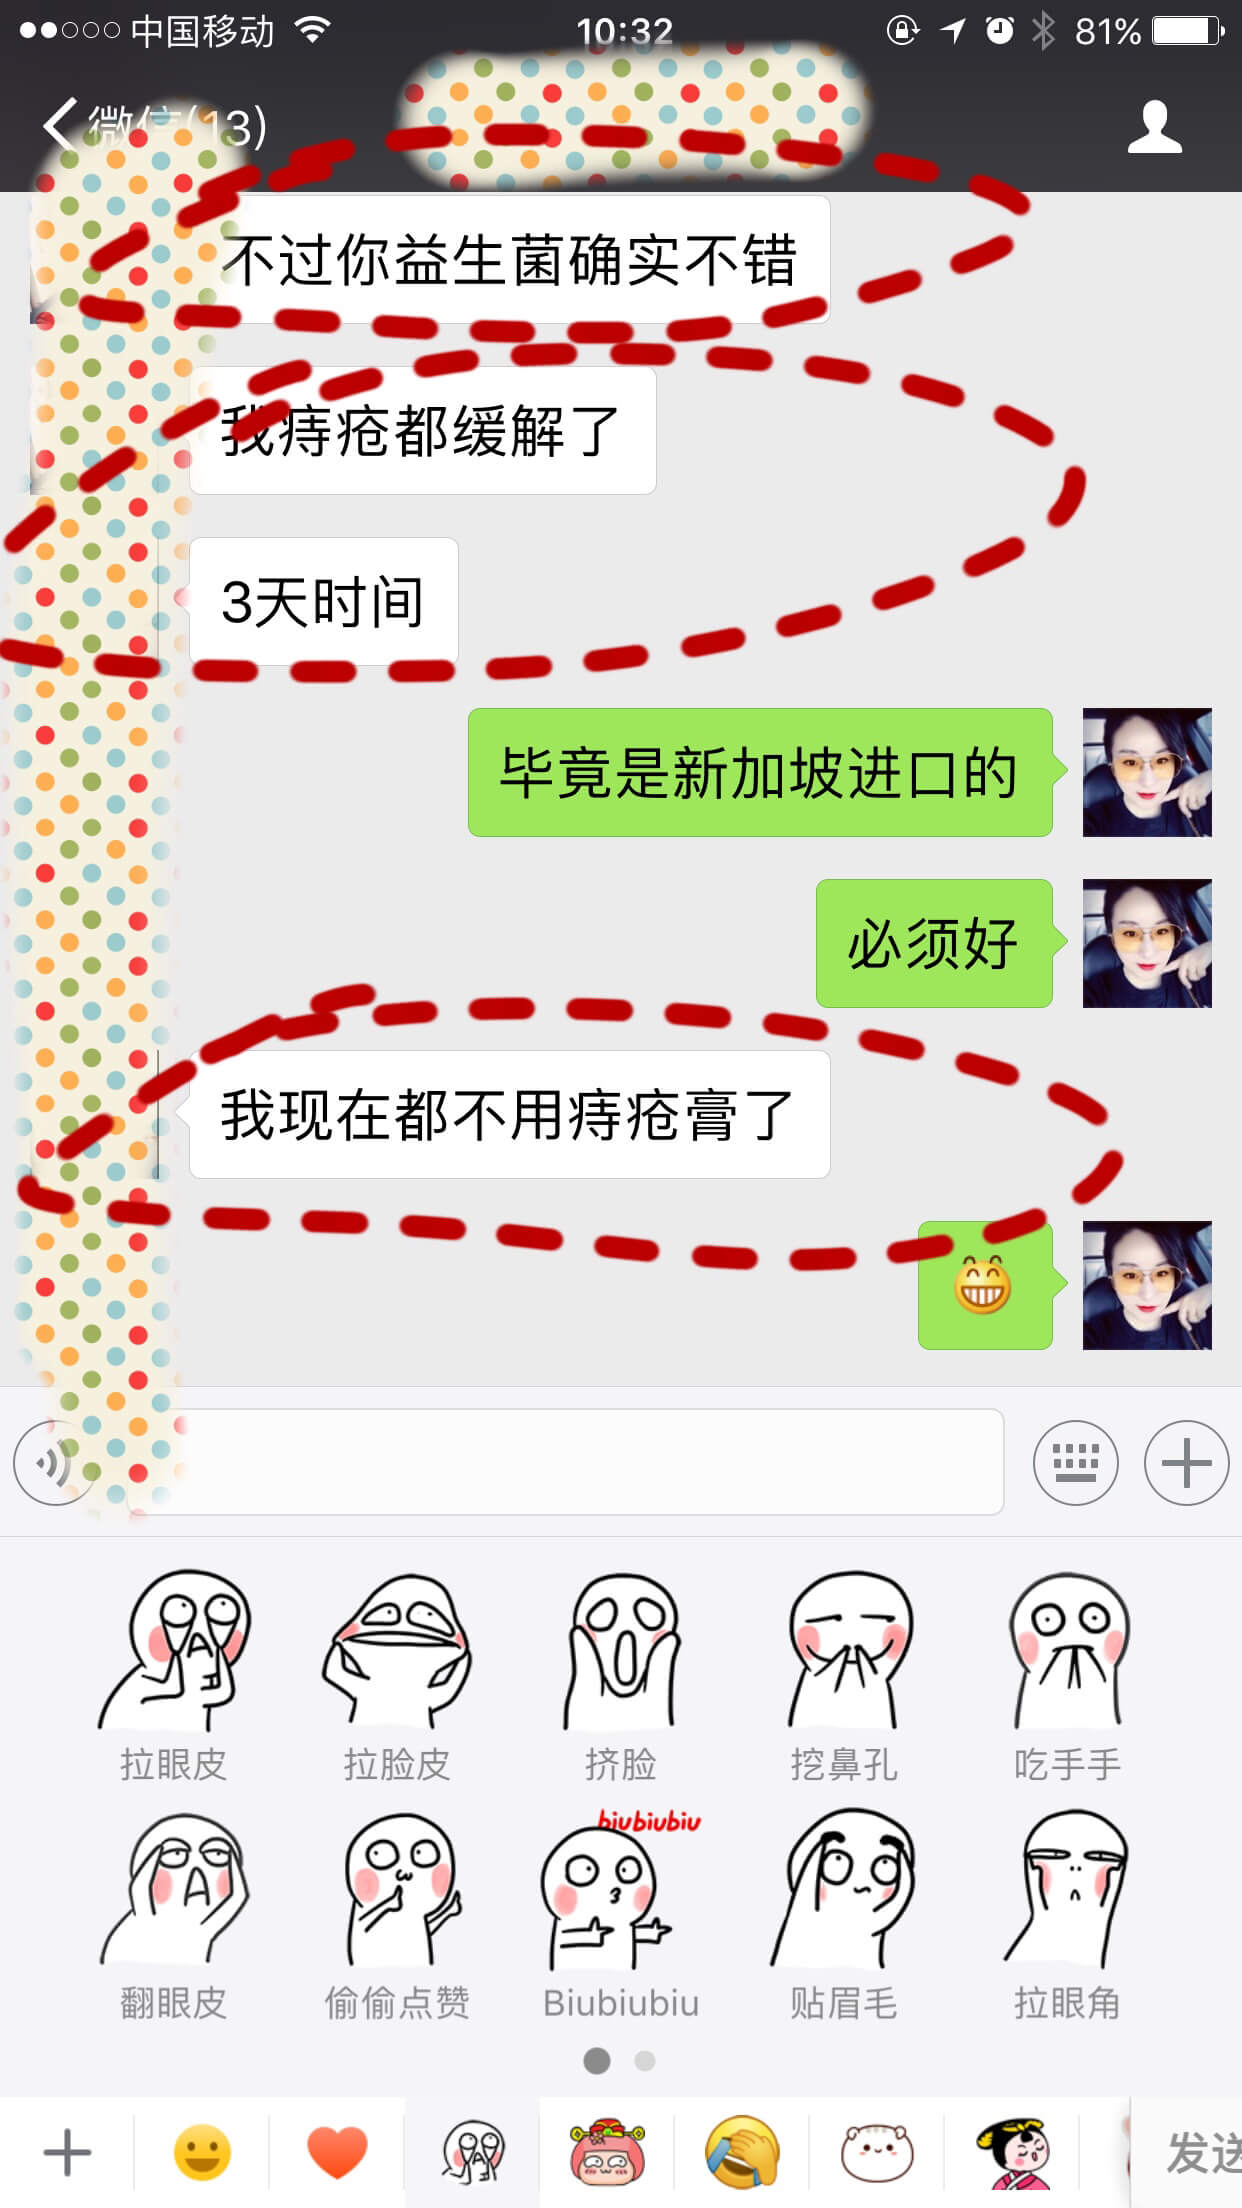 中国移动
10:32
81%
微信(13)
不过你益生菌确实不错
我痔疮都缓解了
3天时间
毕竟是新加坡进口的
必须好
我现在都不用痔疮膏了
拉眼皮
拉脸皮
挤脸
挖鼻孔
吃手手
biubiubiu
翻眼皮
偷偷点赞
Biubiubiu
贴眉毛
拉眼角
发送